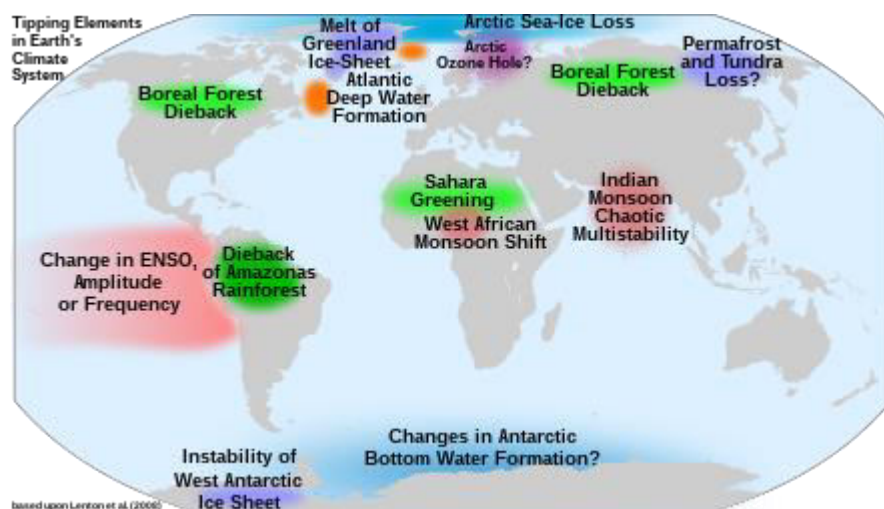 Tipping Elements
in Earth's
Climate
System
Melt of
Greenland
Ice-Sheet
Arctic Sea-Ice Loss
Arctic
Ozone Hole?
Permafrost
and Tundra
Loss?
Boreal Forest
Dieback
Atlantic
Deep Water
Formation
Boreal Forest
Dieback
Sahara
Greening
West African
Monsoon Shift
Indian
Monsoon
Chaotic
Multistability
Change in ENSO,
Amplitude
or Frequency
Dieback
of Amazonas
Rainforest
Changes in Antarctic
Bottom Water Formation?
Instability of
West Antarctic
Ice Sheet
based upon Lenton et al. (2008)